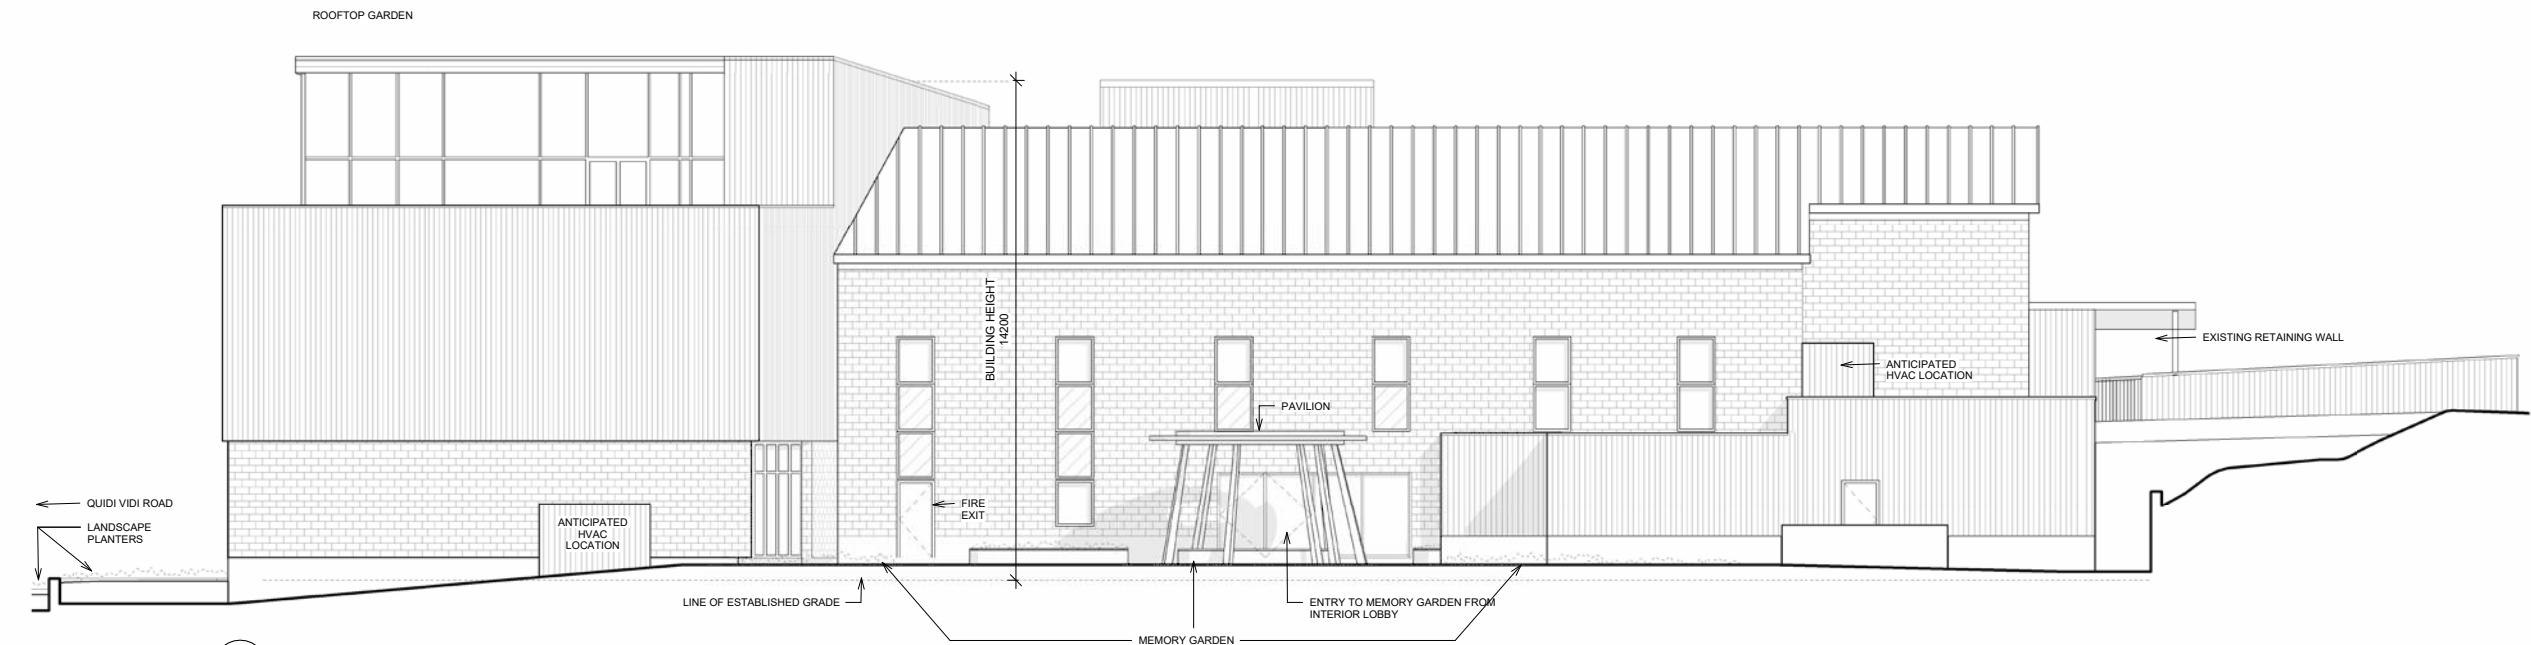 ROOFTOP GARDEN
BUILDING HEIGHT
14200
EXISTING RETAINING WALL
ANTICIPATED
HVAC LOCATION
PAVILION
QUIDI VIDI ROAD
LANDSCAPE
PLANTERS
ANTICIPATED
HVAC
LOCATION
FIRE
EXIT
LINE OF ESTABLISHED GRADE
ENTRY TO MEMORY GARDEN FROM
INTERIOR LOBBY
MEMORY GARDEN